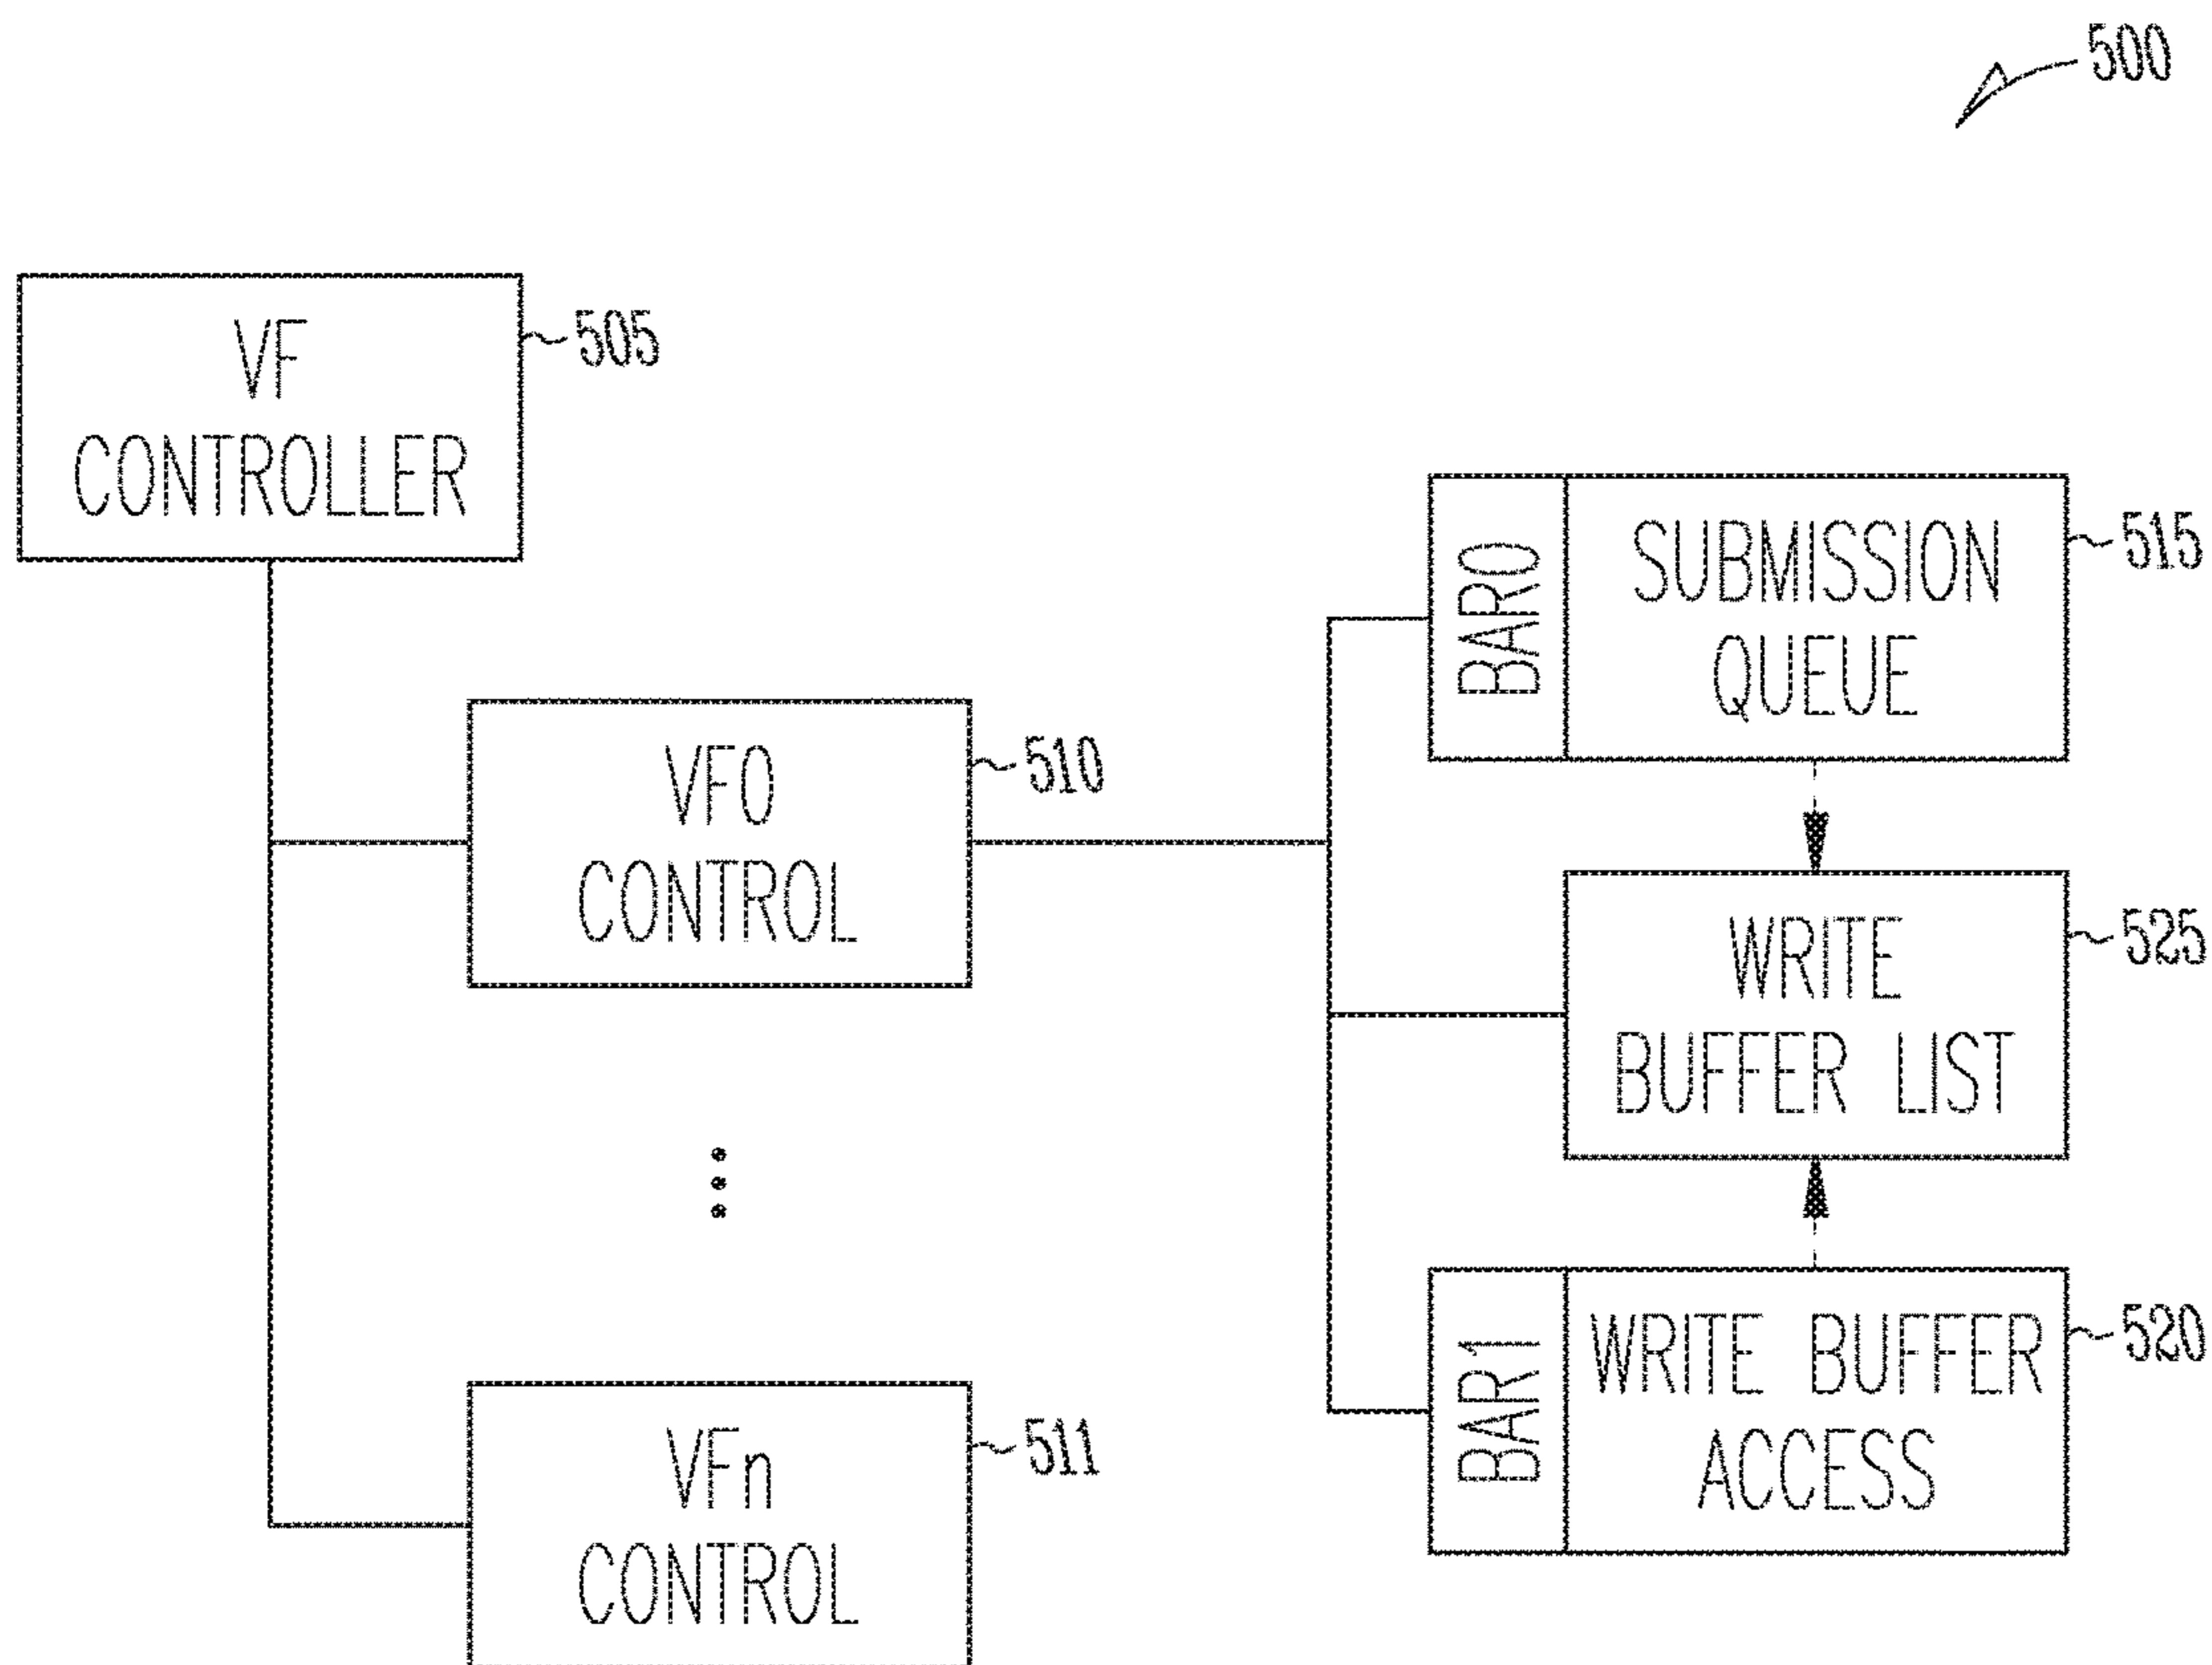 500
VF
CONTROLLER
505
VF0
CONTROL
510
VFn
CONTROL
511
BAR0
SUBMISSION
QUEUE
515
WRITE
BUFFER LIST
525
BAR1
WRITE BUFFER
ACCESS
520